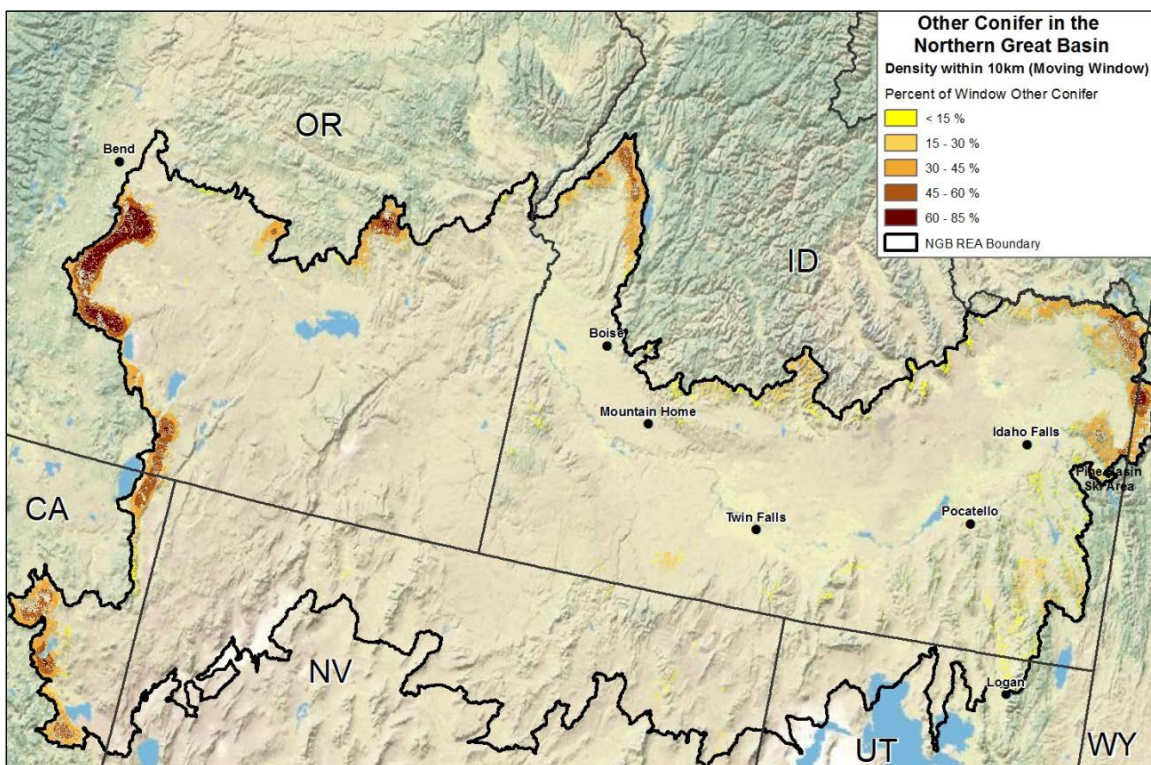 Other Conifer in the
Northern Great Basin
Density within 10km (Moving Window)
Percent of Window Other Conifer
< 15 %
15 - 30 %
30 - 45 %
45 - 60 %
60 - 85 %
NGB REA Boundary
OR
Bend
ID
Boise
Mountain Home
Idaho Falls
Pine Basin
Ski Area
CA
Pocatello
Twin Falls
NV
Logan
UT
WY